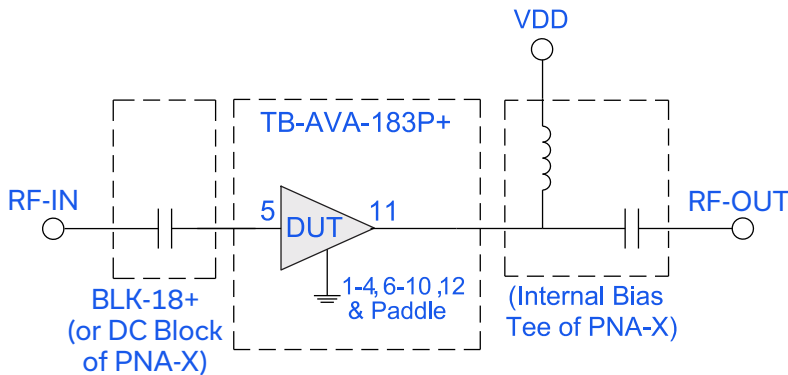 VDD
TB-AVA-183P+
RF-IN
5
11
RF-OUT
DUT
1-4, 6-10 ,12
& Paddle
BLK-18+
(or DC Block
of PNA-X)
(Internal Bias
Tee of PNA-X)